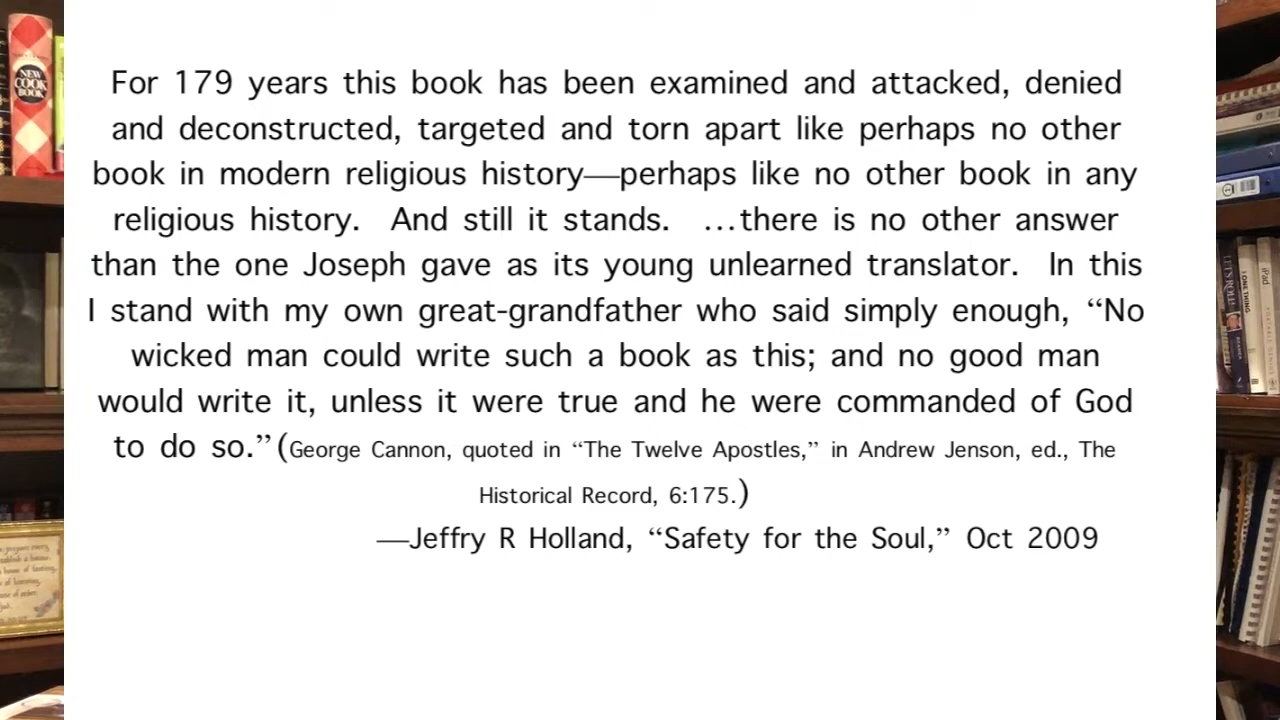 For 179 years this book has been examined and attacked, denied
and deconstructed, targeted and torn apart like perhaps no other
book in modern religious history—perhaps like no other book in any
religious history. And still it stands. …there is no other answer
than the one Joseph gave as its young unlearned translator. In this
I stand with my own great-grandfather who said simply enough, “No
wicked man could write such a book as this; and no good man
would write it, unless it were true and he were commanded of God
to do so.” (George Cannon, quoted in “The Twelve Apostles,” in Andrew Jenson, ed., The
Historical Record, 6:175.)
—Jeffry R Holland, “Safety for the Soul,” Oct 2009
NEW
COOK
BOOK
iPad
I ONE THING